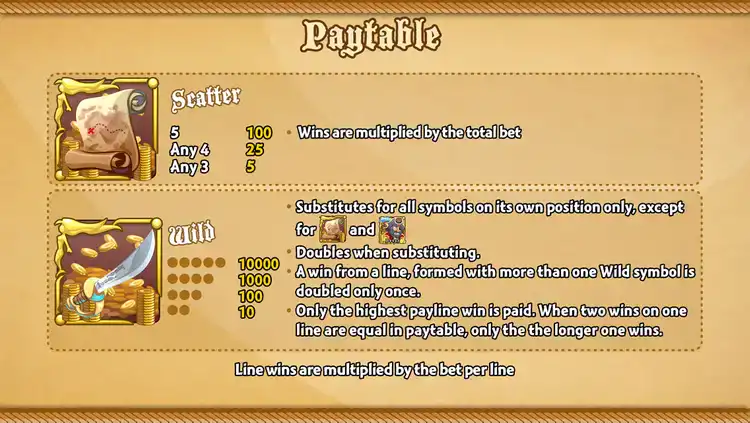 Paytable
Scatter
5 100
Any 4 25
Any 3 5
• Wins are multiplied by the total bet
Wild
10000
1000
100
10
• Substitutes for all symbols on its own position only, except
for and
• Doubles when substituting.
• A win from a line, formed with more than one Wild symbol is
doubled only once.
• Only the highest payline win is paid. When two wins on one
line are equal in paytable, only the the longer one wins.
Line wins are multiplied by the bet per line